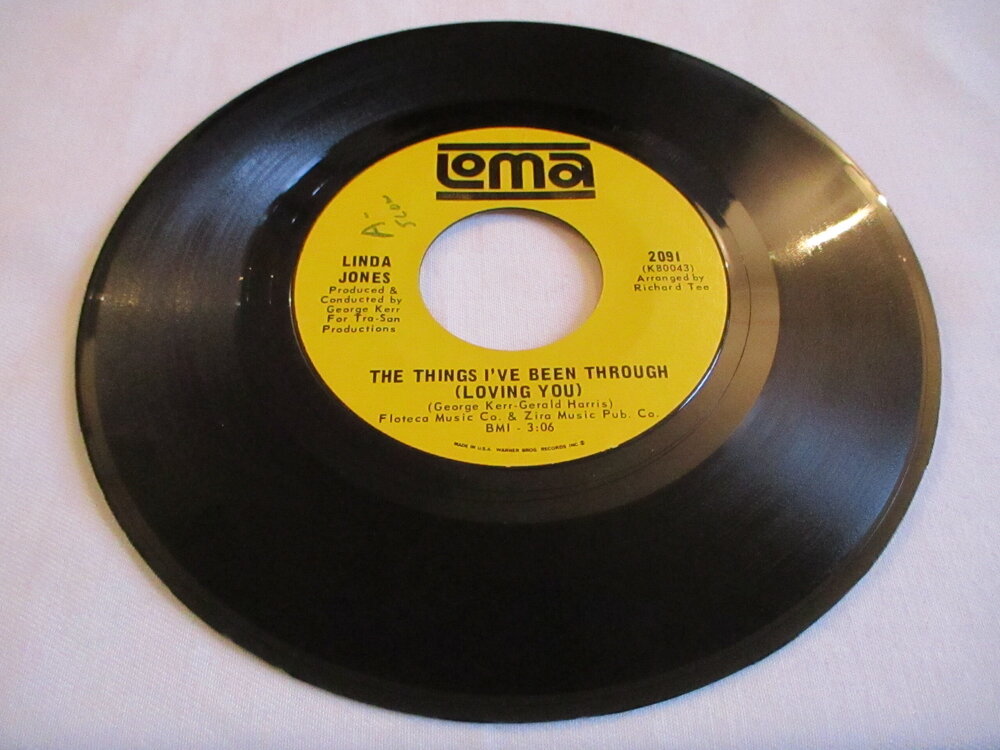 LOMA
A-
SLOW
LINDA
JONES
Produced &
Conducted by
George Kerr
For Tra-San
Productions
2091
(K80043)
Arranged by
Richard Tee
THE THINGS I'VE BEEN THROUGH
(LOVING YOU)
(George Kerr-Gerald Harris)
Floteca Music Co. & Zira Music Pub. Co.
BMI - 3:06
MADE IN U.S.A. WARNER BROS. RECORDS INC.